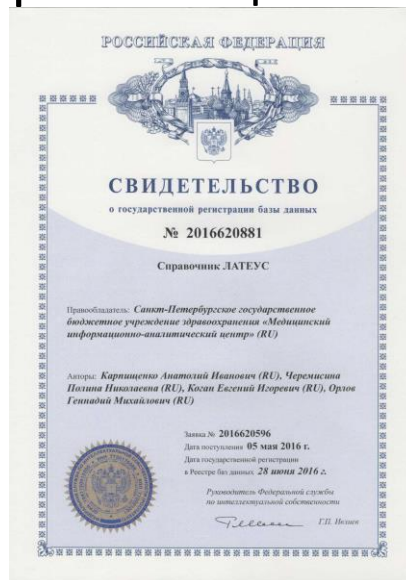 РОССИЙСКАЯ ФЕДЕРАЦИЯ
СВИДЕТЕЛЬСТВО
о государственной регистрации базы данных
№ 2016620881
Справочник ЛАТЕУС
Правообладатель: Санкт-Петербургское государственное
бюджетное учреждение здравоохранения «Медицинский
информационно-аналитический центр» (RU)
Авторы: Карпищенко Анатолий Иванович (RU), Черемисина
Полина Николаевна (RU), Коган Евгений Игоревич (RU), Орлов
Геннадий Михайлович (RU)
Заявка № 2016620596
Дата поступления 05 мая 2016 г.
Дата государственной регистрации
в Реестре баз данных 28 июня 2016 г.
Руководитель Федеральной службы
по интеллектуальной собственности
Г.П. Ивлиев